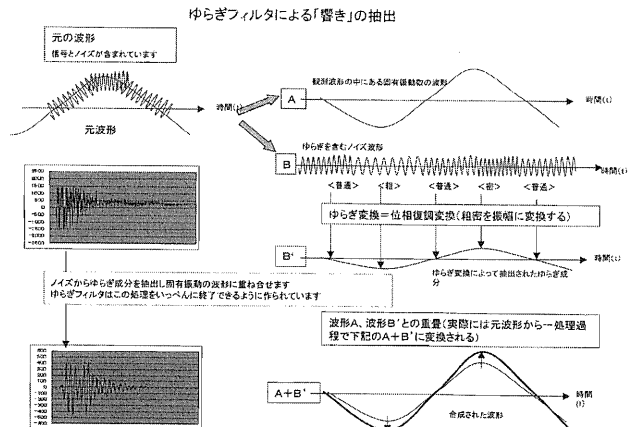 ゆらぎフィルタによる「響き」の抽出
元の波形
信号とノイズが含まれています
時間(t)
元波形
A
観測波形の中にある固有振動数の波形
時間(t)
B
ゆらぎを含むノイズ波形
時間(t)
<普通>
<粗>
<普通>
<密>
<普通>
ゆらぎ変換=位相復調変換(粗密を振幅に変換する)
B'
時間(t)
ゆらぎ変換によって抽出されたゆらぎ成
分
ノイズからゆらぎ成分を抽出し固有振動の波形に重ね合せます
ゆらぎフィルタはこの処理をいっぺんに終了できるように作られています
波形A、波形B'との重畳(実際には元波形から一処理過
程で下記のA+B'に変換される)
A+B'
時間
(t)
合成された波形